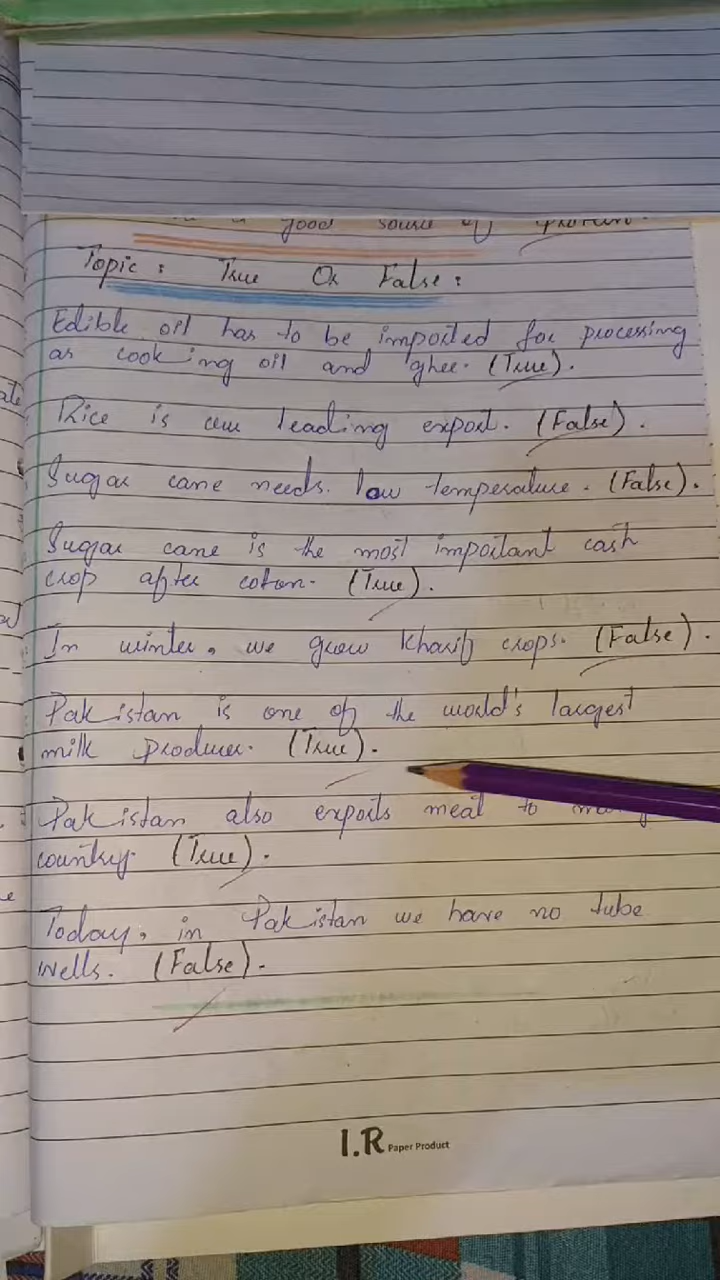 good source of protein.
Topic: True Or False:
Edible oil has to be imported for processing
as cooking oil and ghee. (True).
Rice is our leading export. (False).
Sugar cane needs. low temperature. (False).
Sugar cane is the most important cash
crop after coton. (True).
In winter, we grow Kharif crops. (False).
Pakistan is one of the world's largest
milk producer. (True).
Pakistan also exports meat to many
country. (True).
Today, in Pakistan we have no tube
wells. (False).
I.R Paper Product